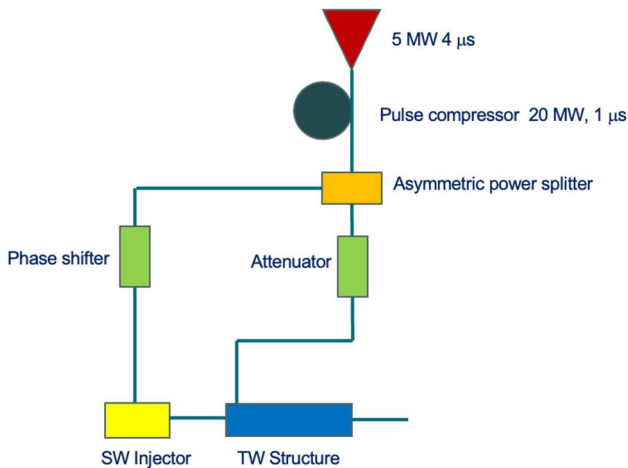 5 MW 4 μs
Pulse compressor 20 MW, 1 μs
Asymmetric power splitter
Phase shifter
Attenuator
SW Injector
TW Structure